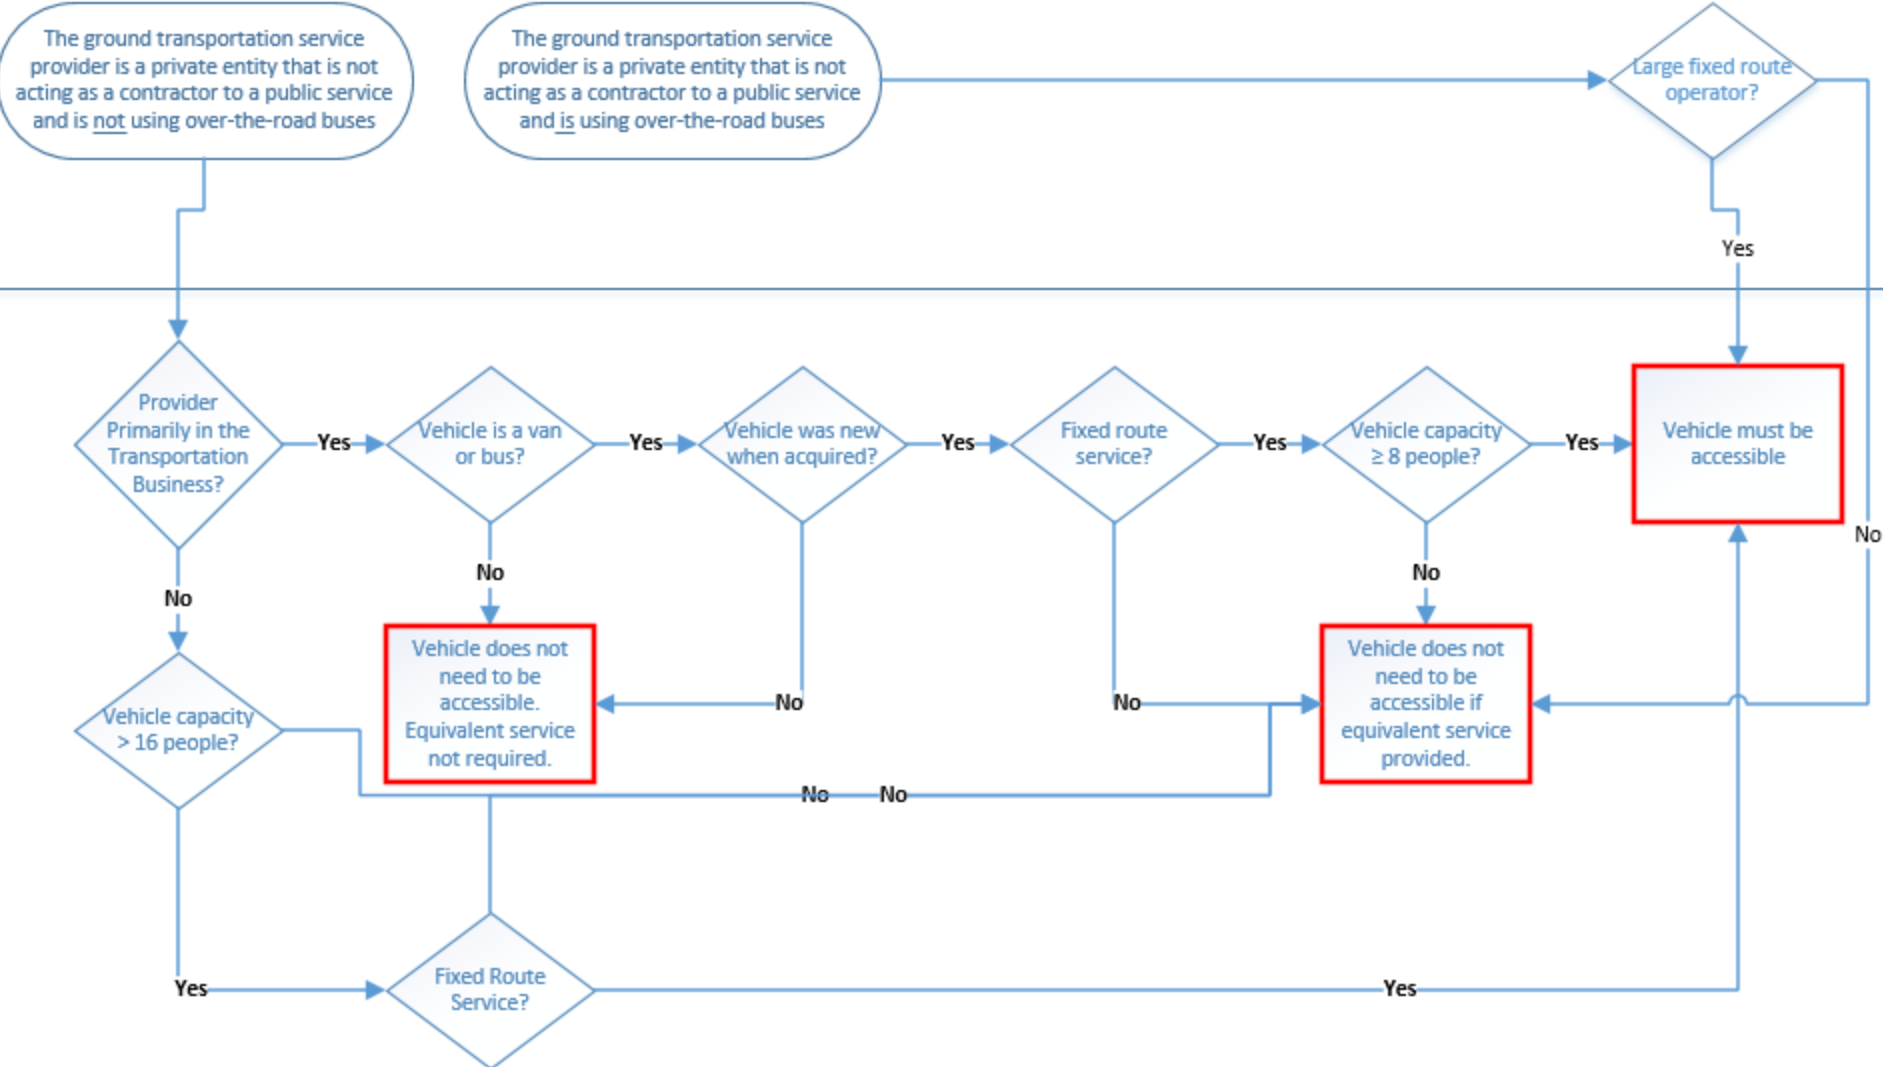 The ground transportation service
provider is a private entity that is not
acting as a contractor to a public service
and is not using over-the-road buses
The ground transportation service
provider is a private entity that is not
acting as a contractor to a public service
and is using over-the-road buses
Large fixed route
operator?
Yes
Provider
Primarily in the
Transportation
Business?
Yes
Vehicle is a van
or bus?
Yes
Vehicle was new
when acquired?
Yes
Fixed route
service?
Yes
Vehicle capacity
≥ 8 people?
Yes
Vehicle must be
accessible
No
No
No
No
Vehicle does not
need to be
accessible.
Equivalent service
not required.
No
No
Vehicle does not
need to be
accessible if
equivalent service
provided.
Vehicle capacity
> 16 people?
No
No
Yes
Fixed Route
Service?
Yes